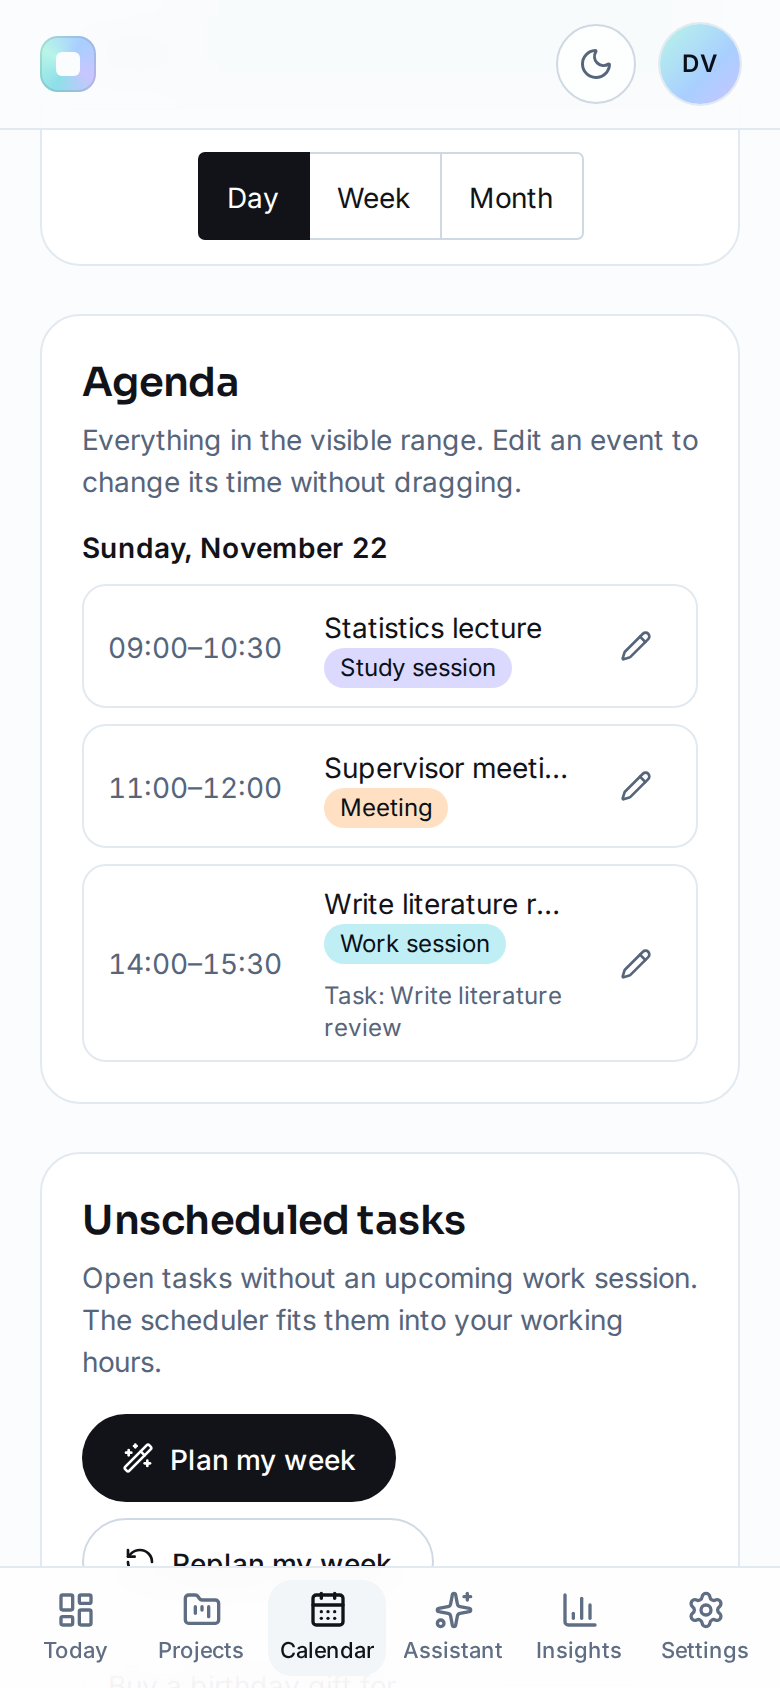 DV
Day Week Month
Agenda
Everything in the visible range. Edit an event to
change its time without dragging.
Sunday, November 22
09:00–10:30
Statistics lecture
Study session
11:00–12:00
Supervisor meeti...
Meeting
14:00–15:30
Write literature r...
Work session
Task: Write literature
review
Unscheduled tasks
Open tasks without an upcoming work session.
The scheduler fits them into your working
hours.
Plan my week
Replan my week
Today Projects Calendar Assistant Insights Settings
Buy a birthday gift for